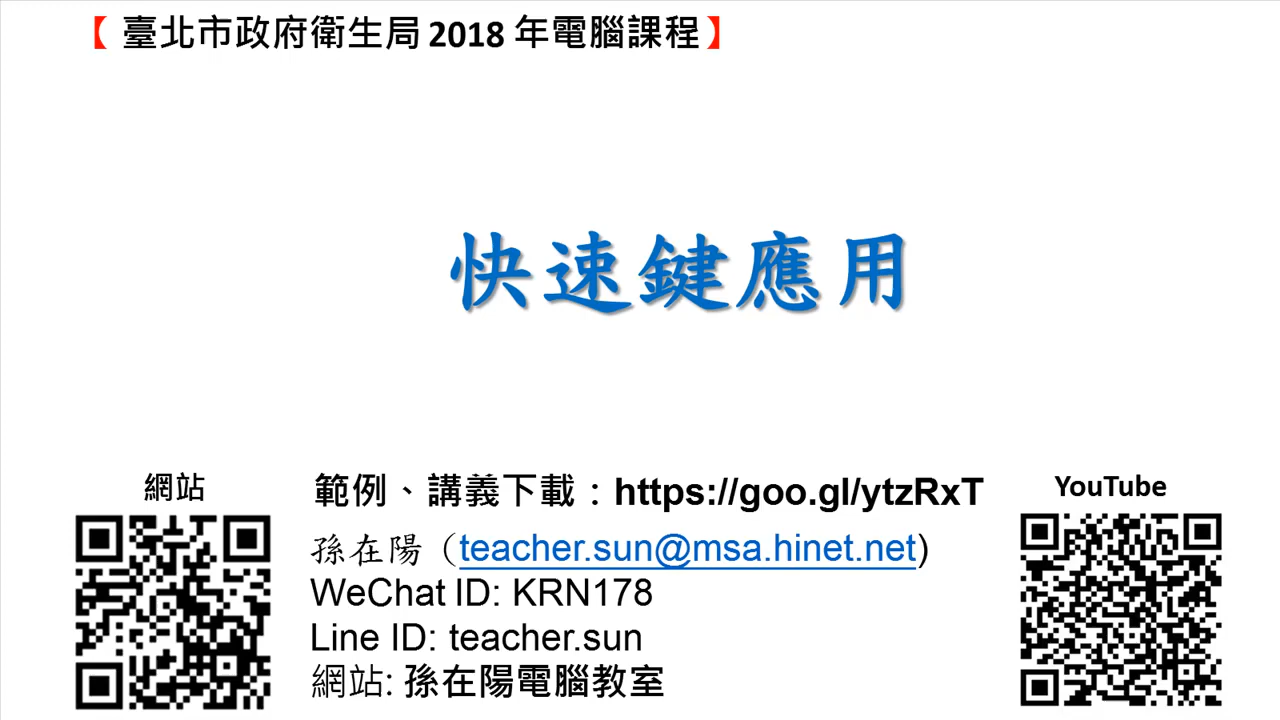 【 臺北市政府衛生局 2018 年電腦課程】
快速鍵應用
網站
範例、講義下載：https://goo.gl/ytzRxT
YouTube
孫在陽（teacher.sun@msa.hinet.net)
WeChat ID: KRN178
Line ID: teacher.sun
網站: 孫在陽電腦教室